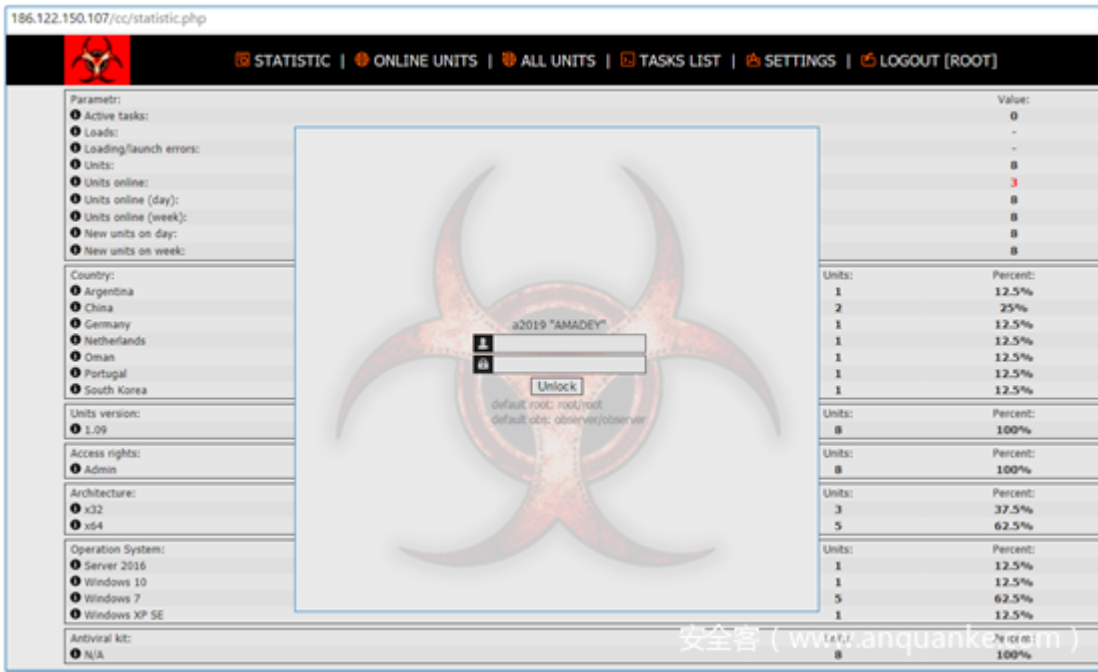 186.122.150.107/cc/statistic.php
STATISTIC | ONLINE UNITS | ALL UNITS | TASKS LIST | SETTINGS | LOGOUT [ROOT]
Parametr: Value:
Active tasks: 0
Loads: -
Loading/launch errors: -
Units: 8
Units online: 3
Units online (day): 8
Units online (week): 8
New units on day: 8
New units on week: 8
Country: Units: Percent:
Argentina 1 12.5%
China 2 25%
Germany 1 12.5%
Netherlands 1 12.5%
Oman 1 12.5%
Portugal 1 12.5%
South Korea 1 12.5%
a2019 "AMADEY"
Unlock
default root: root/root
default obs: observer/observer
Units version: Units: Percent:
1.09 8 100%
Access rights: Units: Percent:
Admin 8 100%
Architecture: Units: Percent:
x32 3 37.5%
x64 5 62.5%
Operation System: Units: Percent:
Server 2016 1 12.5%
Windows 10 1 12.5%
Windows 7 5 62.5%
Windows XP SE 1 12.5%
Antiviral kit: Units: Percent:
N/A 8 100%
安全客（www.anquanke.com）